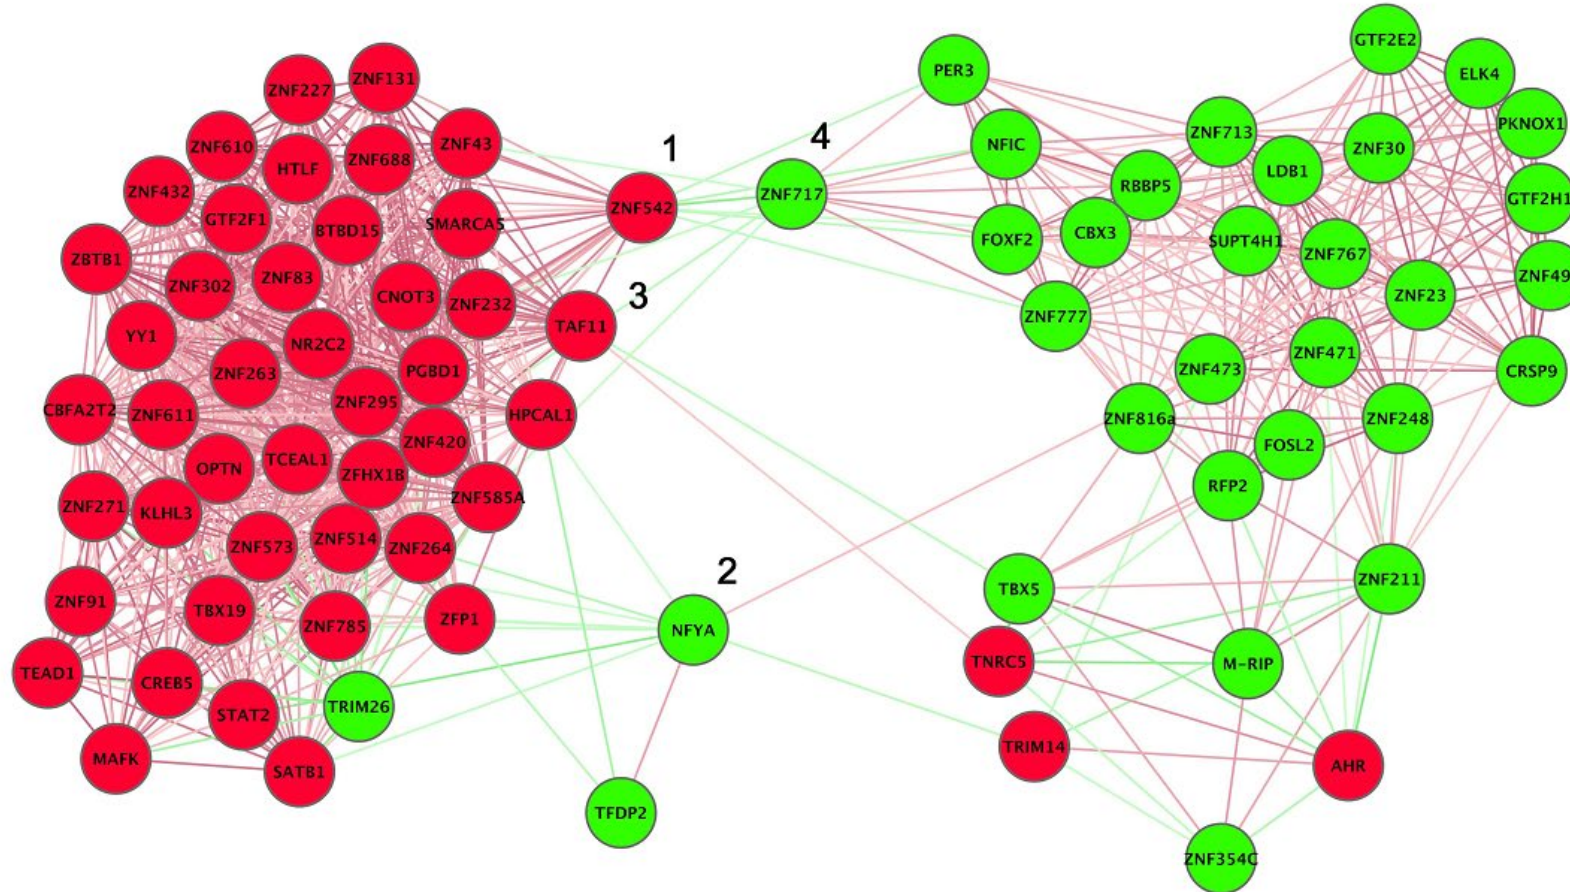 GTF2E2
PER3
ELK4
ZNF131
ZNF227
PKNOX1
ZNF713
1
4
ZNF43
NFIC
ZNF610
ZNF30
ZNF688
HTLF
LDB1
RBBP5
ZNF432
ZNF717
GTF2H1
ZNF542
GTF2F1
SMARCA5
BTBD15
CBX3
FOXF2
SUPT4H1
ZNF767
ZBTB1
ZNF49
ZNF83
ZNF302
CNOT3
3
ZNF23
ZNF232
ZNF777
TAF11
YY1
NR2C2
ZNF471
ZNF473
PGBD1
CRSP9
ZNF263
ZNF295
CBFA2T2
ZNF611
HPCAL1
ZNF816a
ZNF248
ZNF420
FOSL2
TCEAL1
OPTN
ZFHX1B
RFP2
ZNF585A
ZNF271
KLHL3
ZNF514
ZNF573
ZNF264
2
ZNF211
TBX5
ZNF91
TBX19
ZFP1
ZNF785
NFYA
TNRC5
M-RIP
TEAD1
CREB5
TRIM26
STAT2
TRIM14
MAFK
AHR
SATB1
TFDP2
ZNF354C